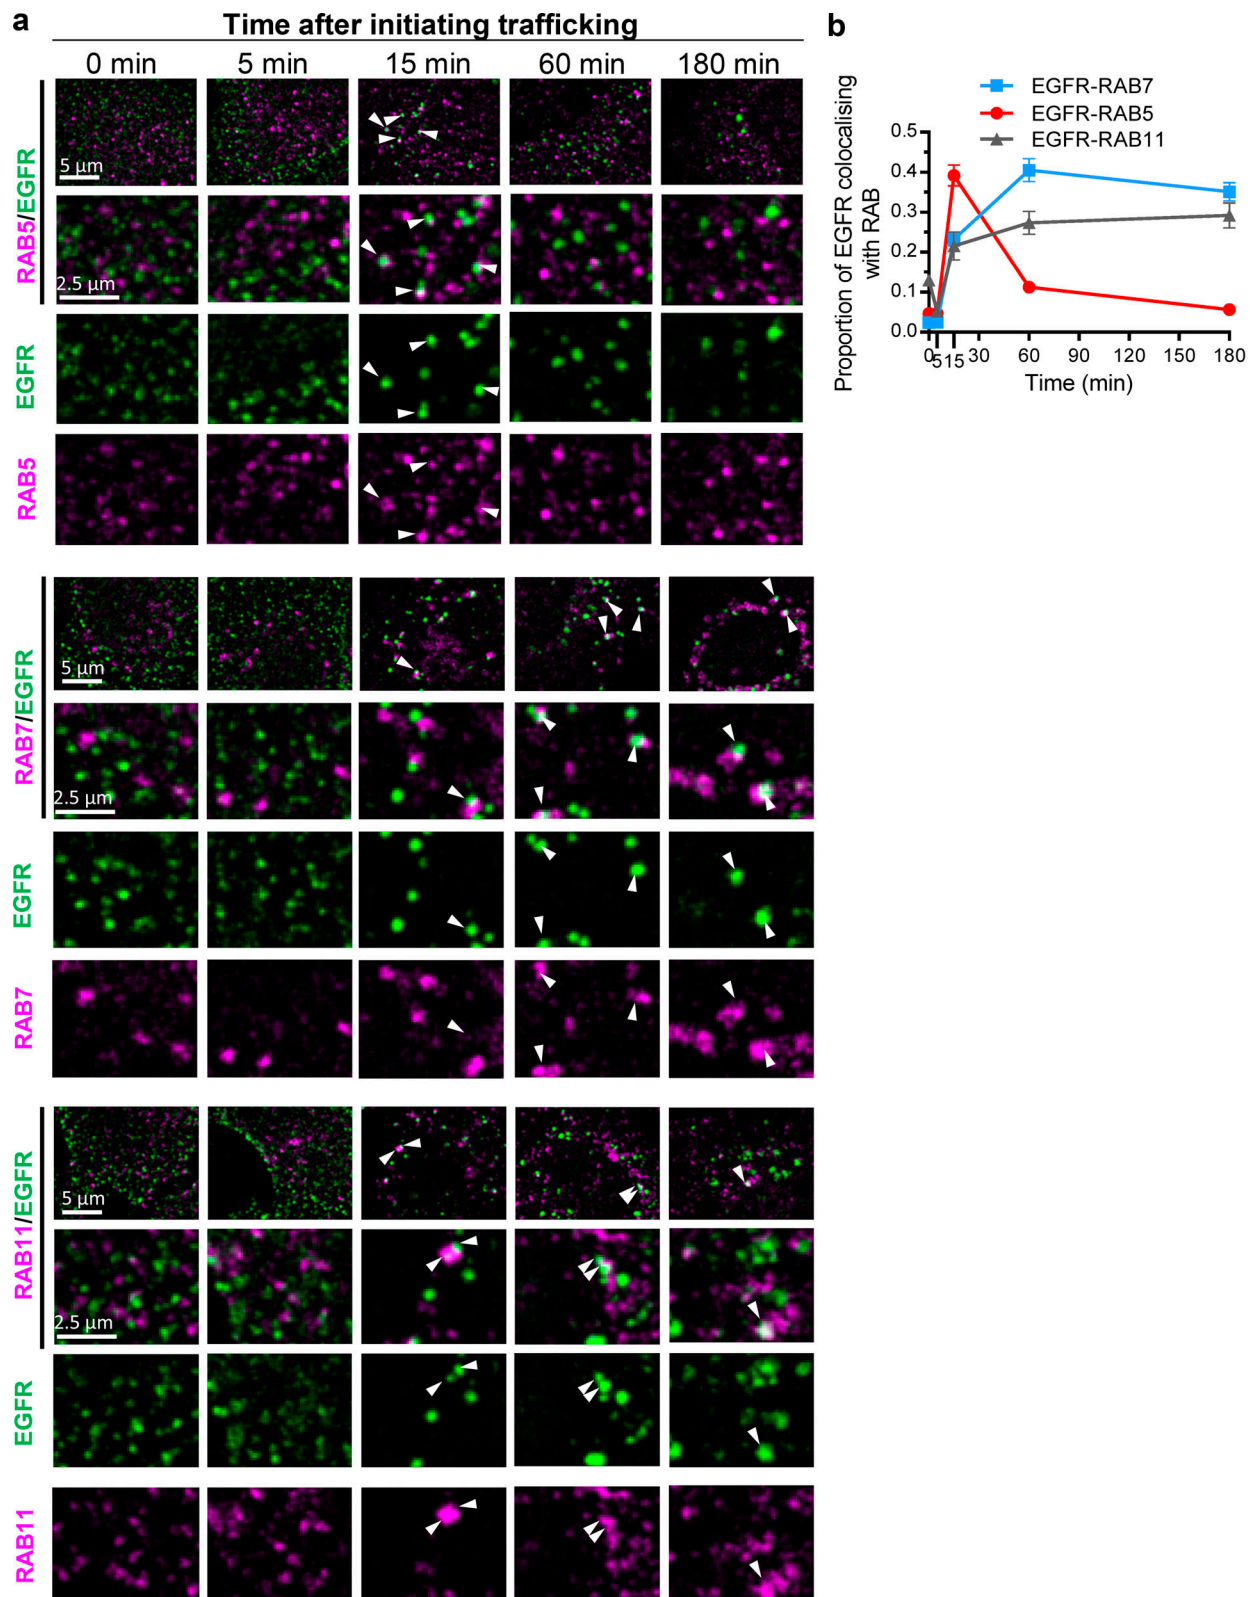 a
Time after initiating trafficking
0 min 5 min 15 min 60 min 180 min
RAB5/EGFR
5 µm
2.5 µm
EGFR
RAB5
RAB7/EGFR
5 µm
2.5 µm
EGFR
RAB7
RAB11/EGFR
5 µm
2.5 µm
EGFR
RAB11
b
EGFR-RAB7
EGFR-RAB5
EGFR-RAB11
Proportion of EGFR colocalising
with RAB
0.5
0.4
0.3
0.2
0.1
0.0
0 5 15 30 60 90 120 150 180
Time (min)